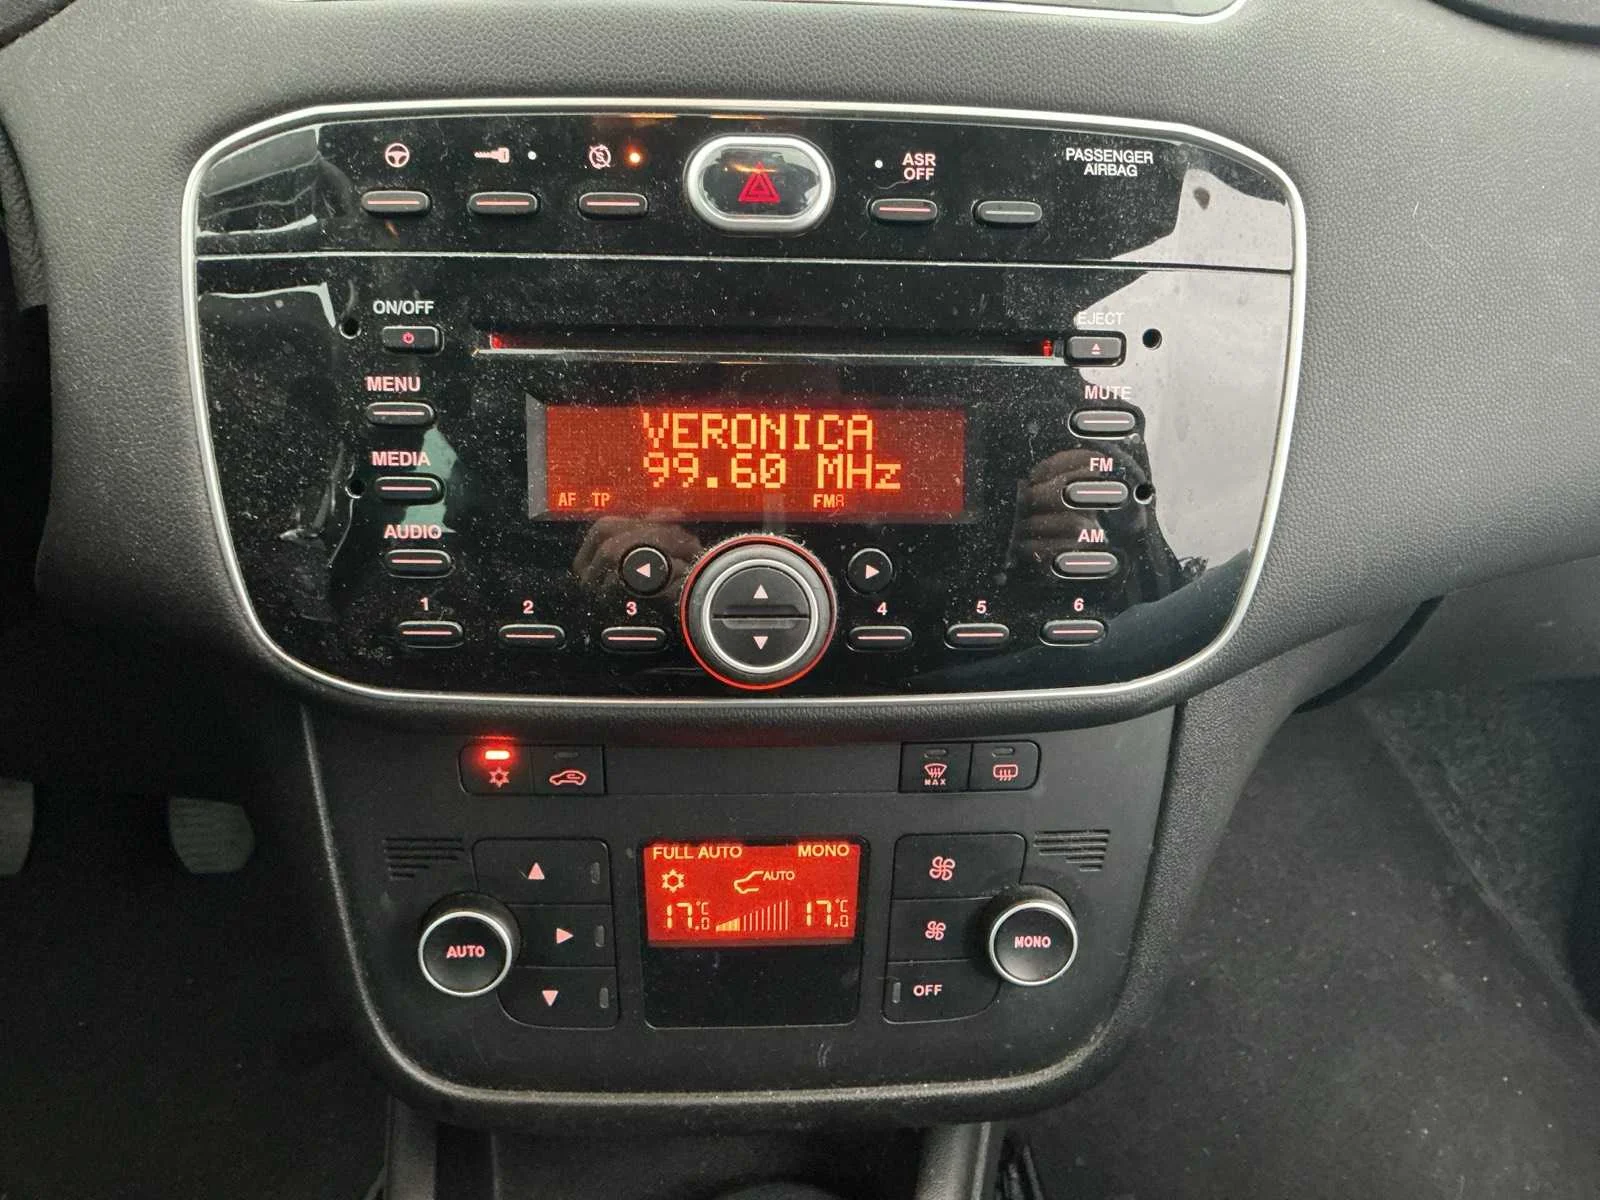 ASR
OFF
PASSENGER
AIRBAG
ON/OFF
EJECT
MENU
MUTE
VERONICA
99.60 MHz
AF TP FMA
MEDIA
FM
AUDIO
AM
1 2 3 4 5 6
MAX
FULL AUTO MONO
AUTO
17.0°C 17.0°C
AUTO
MONO
OFF